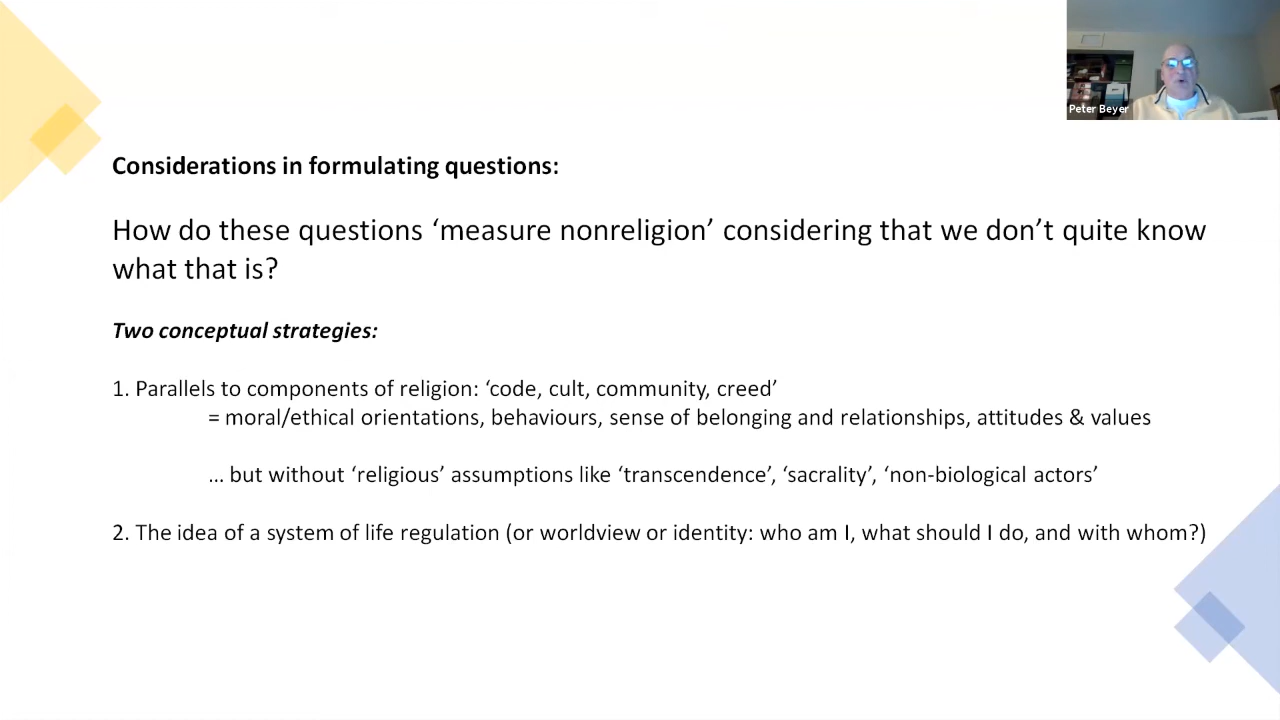 Peter Beyer
Considerations in formulating questions:
How do these questions ‘measure nonreligion’ considering that we don’t quite know
what that is?
Two conceptual strategies:
1. Parallels to components of religion: ‘code, cult, community, creed’
= moral/ethical orientations, behaviours, sense of belonging and relationships, attitudes & values
... but without ‘religious’ assumptions like ‘transcendence’, ‘sacrality’, ‘non-biological actors’
2. The idea of a system of life regulation (or worldview or identity: who am I, what should I do, and with whom?)